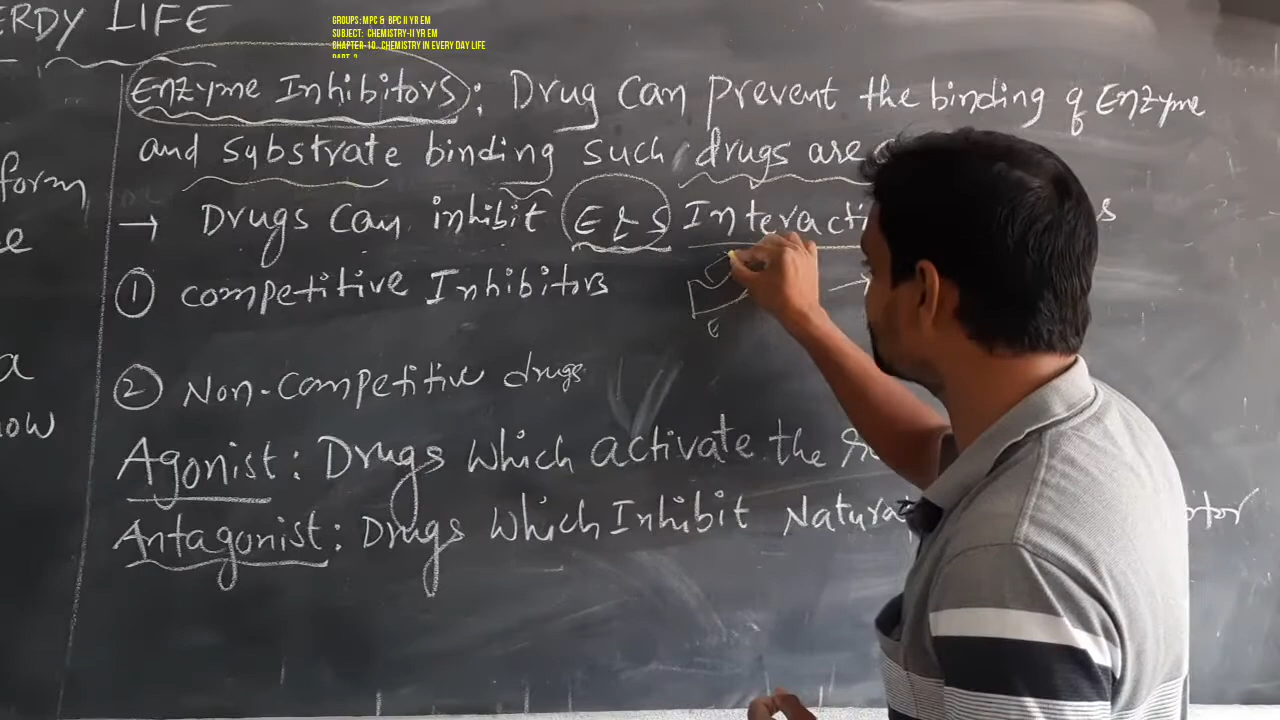 GROUPS: MPC & BPC II YR EM
SUBJECT: CHEMISTRY-II YR EM
CHAPTER-10. CHEMISTRY IN EVERY DAY LIFE
PART-2
ERDY LIFE
Enzyme Inhibitors: Drug Can prevent the binding of Enzyme
and substrate binding such drugs are
→ Drugs Can inhibit E & S Interacti
① Competitive Inhibitors
E
② Non-Competitive drugs
Agonist: Drugs which activate the
Antagonist: Drugs which Inhibit Natura
form
a
now